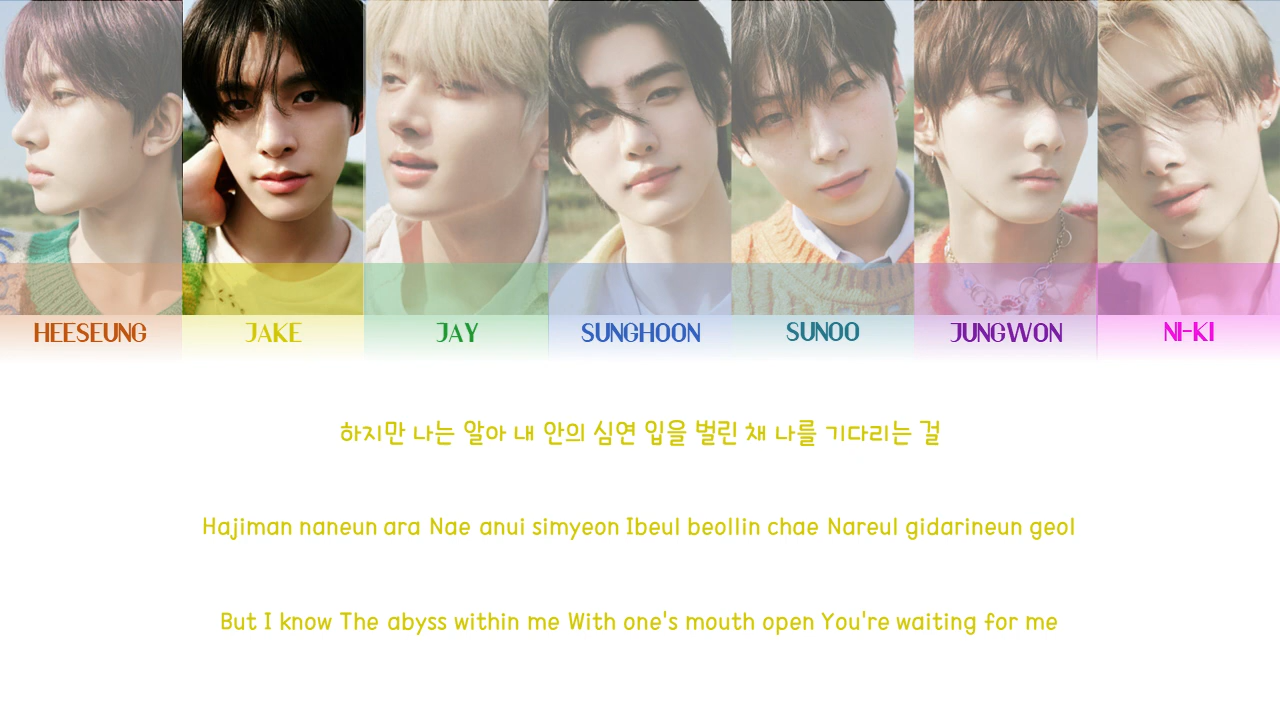 HEESEUNG JAKE JAY SUNGHOON SUNOO JUNGWON NI-KI
하지만 나는 알아 내 안의 심연 입을 벌린 채 나를 기다리는 걸
Hajiman naneun ara Nae anui simyeon Ibeul beollin chae Nareul gidarineun geol
But I know The abyss within me With one's mouth open You're waiting for me